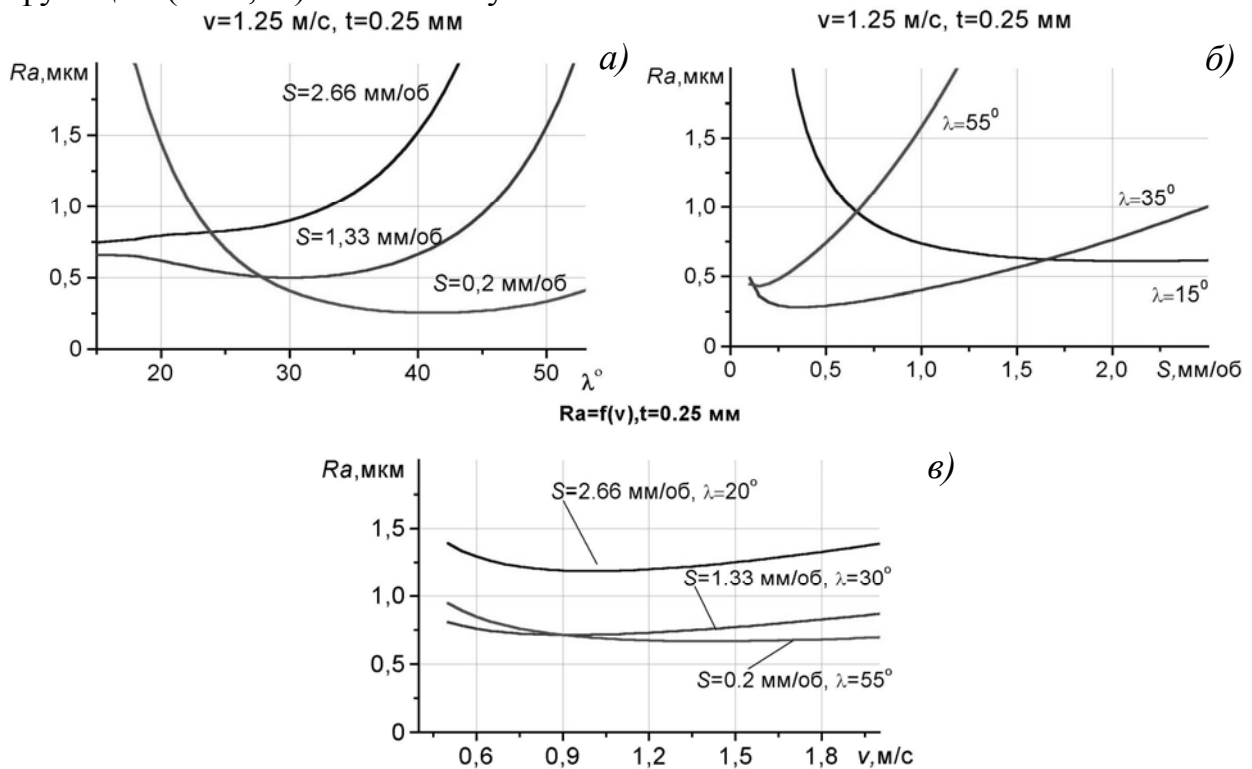 v=1.25 м/с, t=0.25 мм
Ra,мкм
а)
S=2.66 мм/об
1,5
1,0
S=1,33 мм/об
0,5
S=0,2 мм/об
0
20 30 40 50 λ°
v=1.25 м/с, t=0.25 мм
Ra,мкм
б)
λ=55⁰
1,5
λ=35⁰
1,0
0,5
λ=15⁰
0
0 0,5 1,0 1,5 2,0 S,мм/об
Ra=f(v),t=0.25 мм
Ra,мкм
в)
S=2.66 мм/об, λ=20°
1,5
S=1.33 мм/об, λ=30°
1,0
0,5
S=0.2 мм/об, λ=55°
0
0,6 0,9 1,2 1,5 1,8 v,м/с